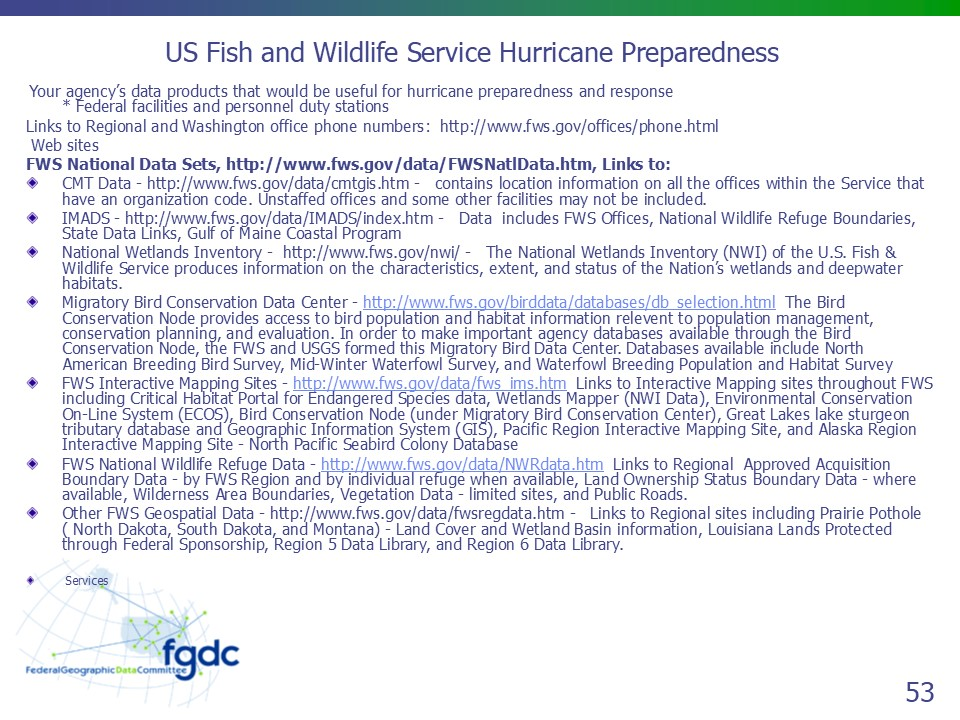 US Fish and Wildlife Service Hurricane Preparedness
Your agency's data products that would be useful for hurricane preparedness and response
* Federal facilities and personnel duty stations
Links to Regional and Washington office phone numbers: http://www.fws.gov/offices/phone.html
Web sites
FWS National Data Sets, http://www.fws.gov/data/FWSNatlData.htm, Links to:
CMT Data - http://www.fws.gov/data/cmtgis.htm - contains location information on all the offices within the Service that
have an organization code. Unstaffed offices and some other facilities may not be included.
IMADS - http://www.fws.gov/data/IMADS/index.htm - Data includes FWS Offices, National Wildlife Refuge Boundaries,
State Data Links, Gulf of Maine Coastal Program
National Wetlands Inventory - http://www.fws.gov/nwi/ - The National Wetlands Inventory (NWI) of the U.S. Fish &
Wildlife Service produces information on the characteristics, extent, and status of the Nation's wetlands and deepwater
habitats.
Migratory Bird Conservation Data Center - http://www.fws.gov/birddata/databases/db_selection.html The Bird
Conservation Node provides access to bird population and habitat information relevent to population management,
conservation planning, and evaluation. In order to make important agency databases available through the Bird
Conservation Node, the FWS and USGS formed this Migratory Bird Data Center. Databases available include North
American Breeding Bird Survey, Mid-Winter Waterfowl Survey, and Waterfowl Breeding Population and Habitat Survey
FWS Interactive Mapping Sites - http://www.fws.gov/data/fws_ims.htm Links to Interactive Mapping sites throughout FWS
including Critical Habitat Portal for Endangered Species data, Wetlands Mapper (NWI Data), Environmental Conservation
On-Line System (ECOS), Bird Conservation Node (under Migratory Bird Conservation Center), Great Lakes lake sturgeon
tributary database and Geographic Information System (GIS), Pacific Region Interactive Mapping Site, and Alaska Region
Interactive Mapping Site - North Pacific Seabird Colony Database
FWS National Wildlife Refuge Data - http://www.fws.gov/data/NWRdata.htm Links to Regional Approved Acquisition
Boundary Data - by FWS Region and by individual refuge when available, Land Ownership Status Boundary Data - where
available, Wilderness Area Boundaries, Vegetation Data - limited sites, and Public Roads.
Other FWS Geospatial Data - http://www.fws.gov/data/fwsregdata.htm - Links to Regional sites including Prairie Pothole
( North Dakota, South Dakota, and Montana) - Land Cover and Wetland Basin information, Louisiana Lands Protected
through Federal Sponsorship, Region 5 Data Library, and Region 6 Data Library.
Services
fgdc
FederalGeographicDataCommittee
53